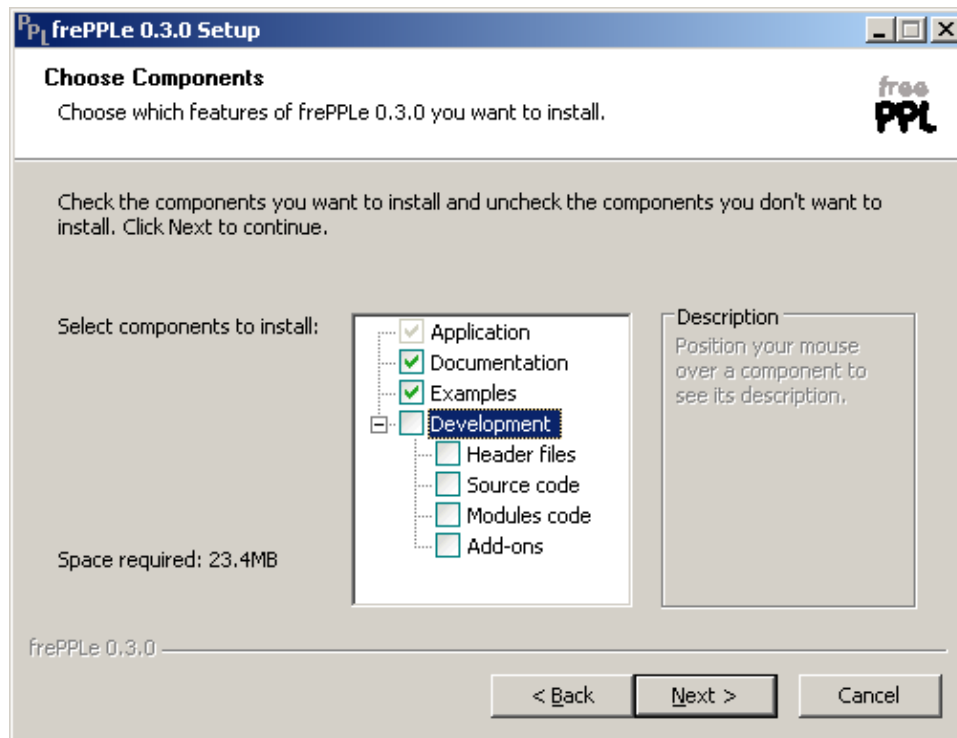 PPL frePPLe 0.3.0 Setup
Choose Components
Choose which features of frePPLe 0.3.0 you want to install.
free
PPL
Check the components you want to install and uncheck the components you don't want to
install. Click Next to continue.
Select components to install:
Application
Documentation
Examples
Development
Header files
Source code
Modules code
Add-ons
Space required: 23.4MB
Description
Position your mouse
over a component to
see its description.
frePPLe 0.3.0
< Back
Next >
Cancel